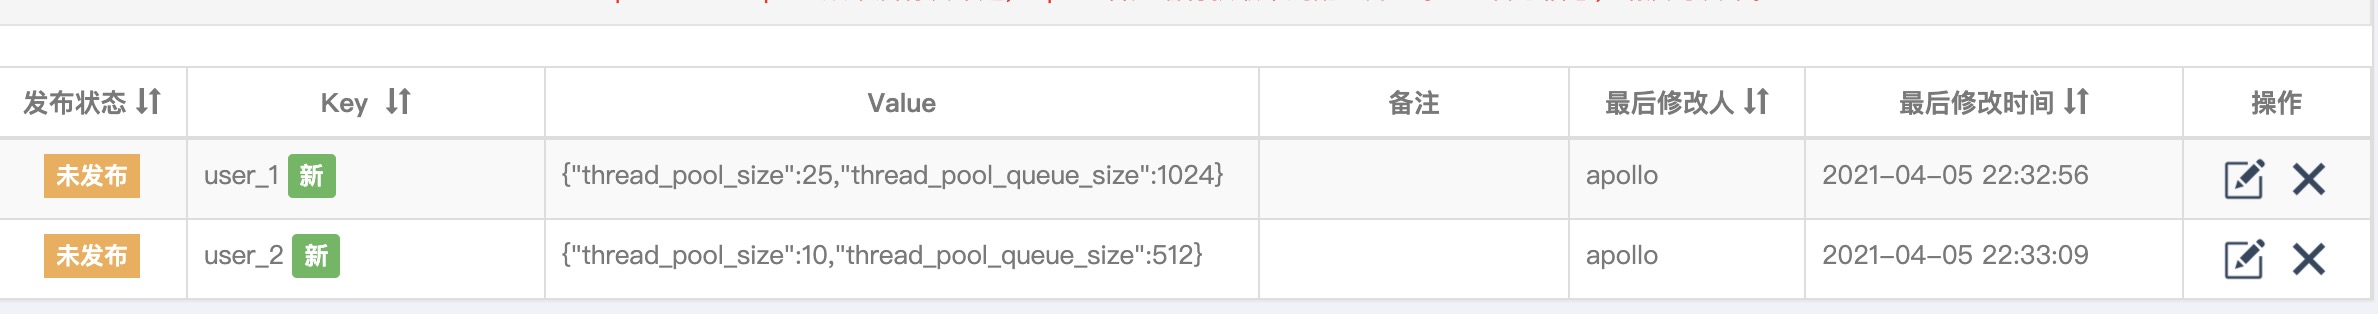 发布状态 Key Value 备注 最后修改人 最后修改时间 操作
未发布 user_1 新 {"thread_pool_size":25,"thread_pool_queue_size":1024} apollo 2021-04-05 22:32:56
未发布 user_2 新 {"thread_pool_size":10,"thread_pool_queue_size":512} apollo 2021-04-05 22:33:09